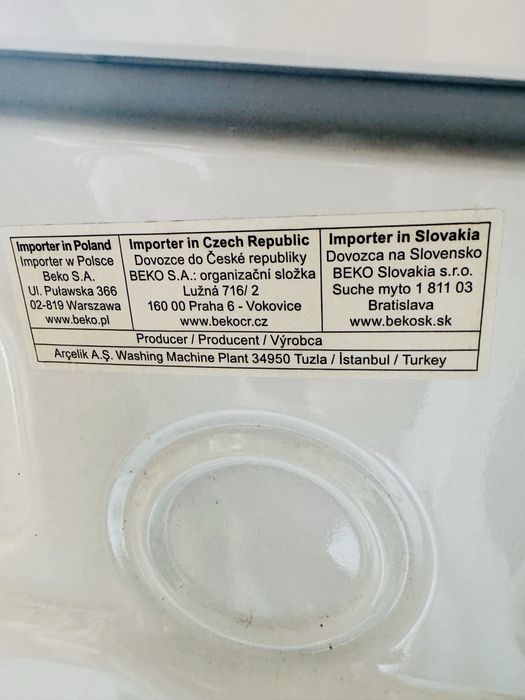 Importer in Poland
Importer w Polsce
Beko S.A.
Ul. Puławska 366
02-819 Warszawa
www.beko.pl
Importer in Czech Republic
Dovozce do České republiky
BEKO S.A.: organizační složka
Lužná 716/ 2
160 00 Praha 6 - Vokovice
www.bekocr.cz
Importer in Slovakia
Dovozca na Slovensko
BEKO Slovakia s.r.o.
Suche myto 1 811 03
Bratislava
www.bekosk.sk
Producer / Producent / Výrobca
Arçelik A.Ş. Washing Machine Plant 34950 Tuzla / İstanbul / Turkey